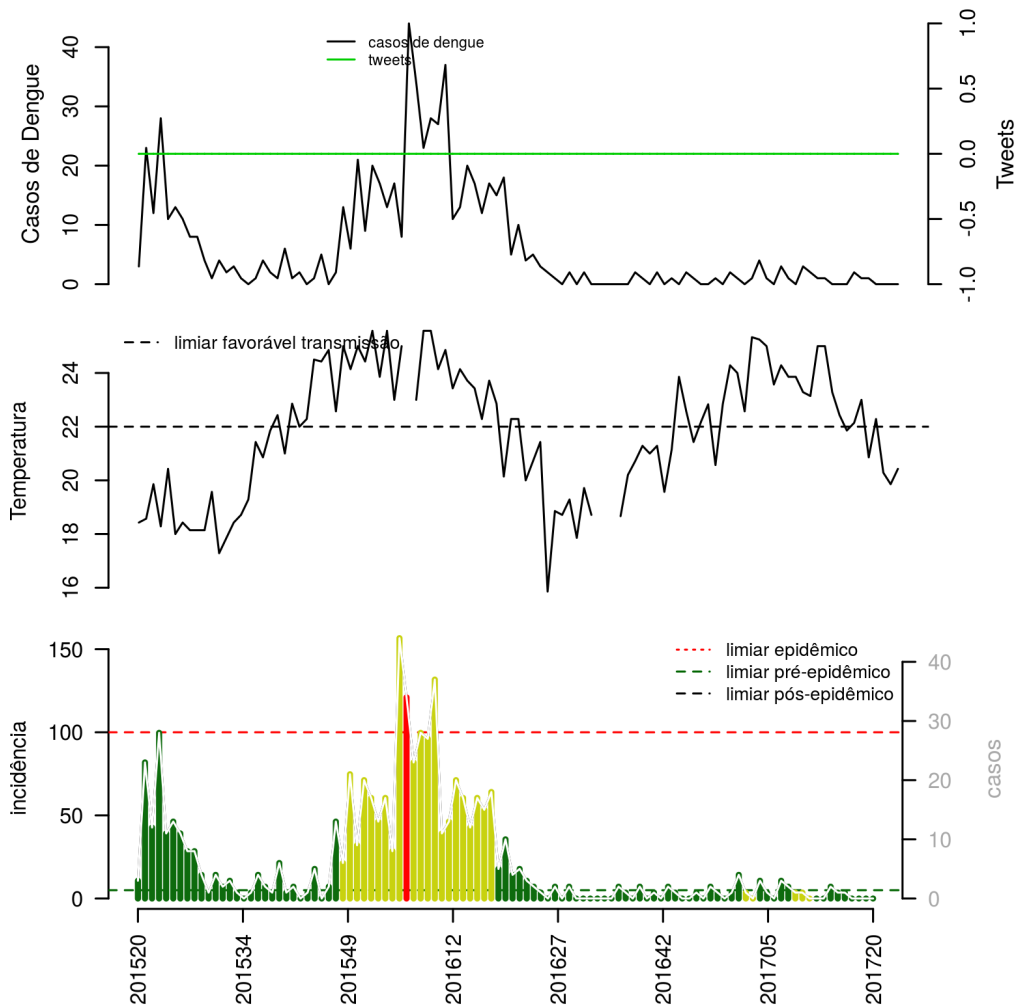 casos de dengue
tweets
Casos de Dengue
0
10
20
30
40
Tweets
-1.0
-0.5
0.0
0.5
1.0
limiar favorável transmissão
Temperatura
16
18
20
22
24
limiar epidêmico
limiar pré-epidêmico
limiar pós-epidêmico
incidência
0
50
100
150
casos
0
10
20
30
40
201520
201534
201549
201612
201627
201642
201705
201720